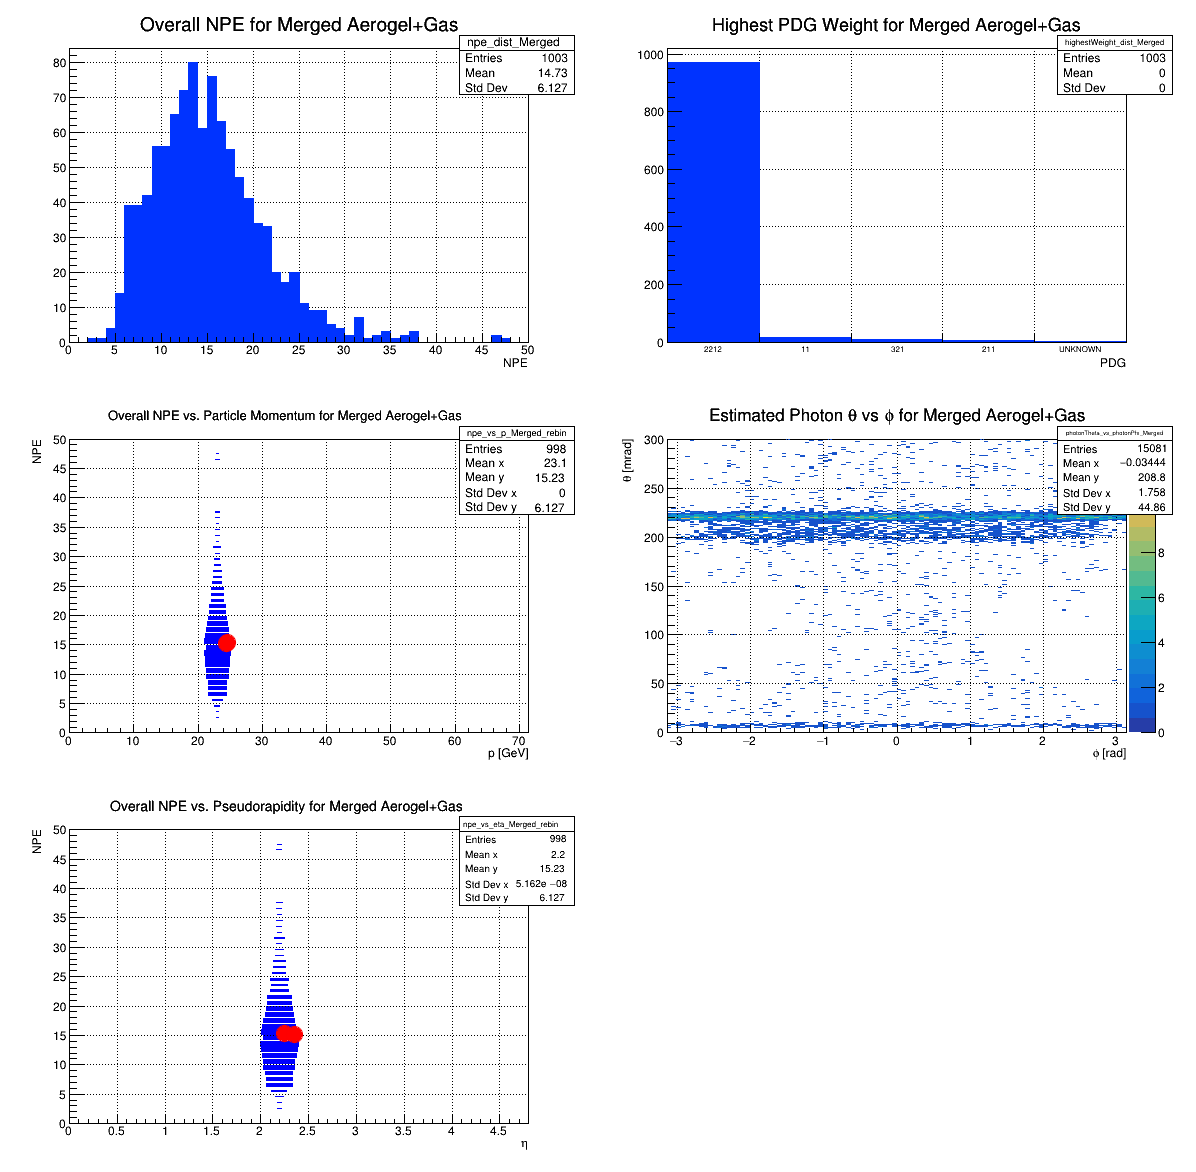 Overall NPE for Merged Aerogel+Gas
npe_dist_Merged
Entries 1003
Mean 14.73
Std Dev 6.127
80
70
60
50
40
30
20
10
0
0 5 10 15 20 25 30 35 40 45 50
NPE
Highest PDG Weight for Merged Aerogel+Gas
highestWeight_dist_Merged
Entries 1003
Mean 0
Std Dev 0
1000
800
600
400
200
0
2212 11 321 211 UNKNOWN
PDG
Overall NPE vs. Particle Momentum for Merged Aerogel+Gas
npe_vs_p_Merged_rebin
Entries 998
Mean x 23.1
Mean y 15.23
Std Dev x 0
Std Dev y 6.127
NPE
50
45
40
35
30
25
20
15
10
5
0
0 10 20 30 40 50 60 70
p [GeV]
Estimated Photon θ vs ϕ for Merged Aerogel+Gas
photonTheta_vs_photonPhi_Merged
Entries 15081
Mean x −0.03444
Mean y 208.8
Std Dev x 1.758
Std Dev y 44.86
θ [mrad]
300
250
200
150
100
50
0
−3 −2 −1 0 1 2 3
ϕ [rad]
8
6
4
2
0
Overall NPE vs. Pseudorapidity for Merged Aerogel+Gas
npe_vs_eta_Merged_rebin
Entries 998
Mean x 2.2
Mean y 15.23
Std Dev x 5.162e −08
Std Dev y 6.127
NPE
50
45
40
35
30
25
20
15
10
5
0
0 0.5 1 1.5 2 2.5 3 3.5 4 4.5
η